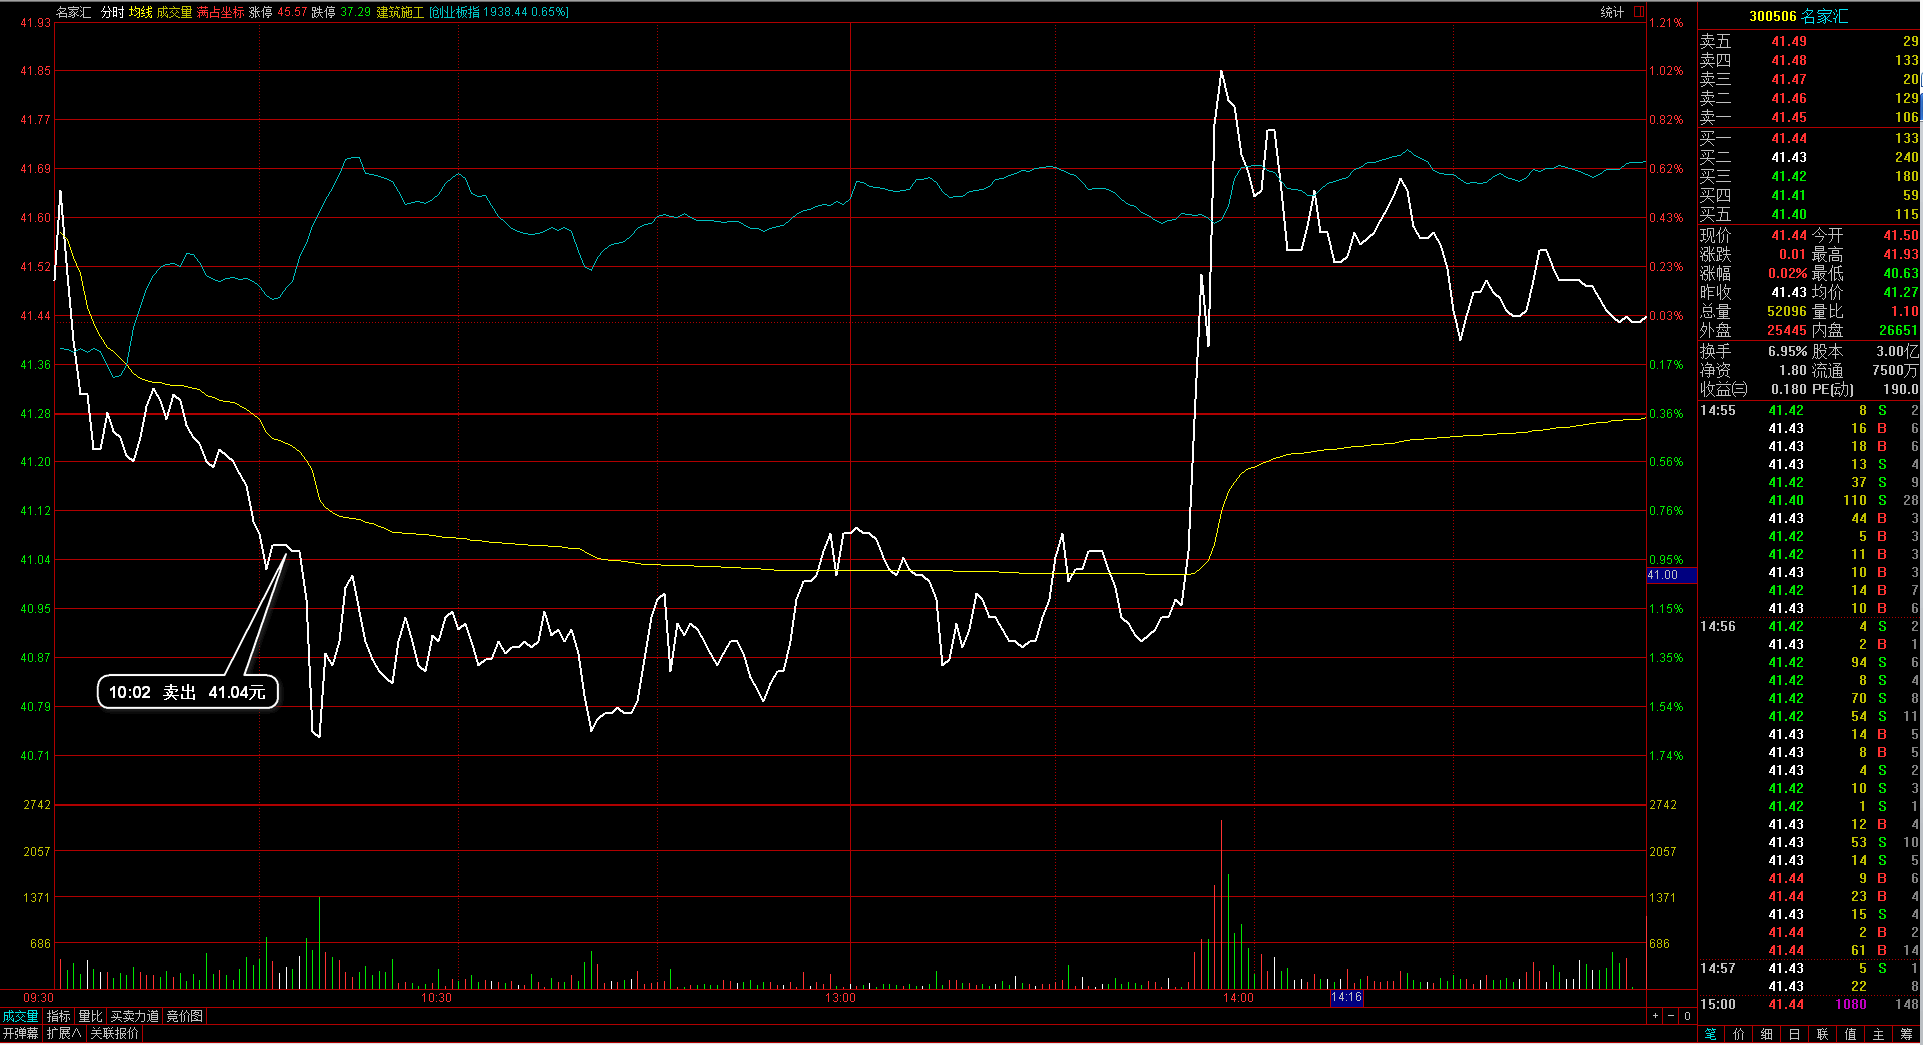 名家汇 分时 均线 成交量 满占坐标 涨停 45.57 跌停 37.29 建筑施工 [创业板指 1938.44 0.65%] 统计
41.93 1.21%
41.85 1.02%
41.77 0.82%
41.69 0.62%
41.60 0.43%
41.52 0.23%
41.44 0.03%
41.36 0.17%
41.28 0.36%
41.20 0.56%
41.12 0.76%
41.04 0.95%
41.00
40.95 1.15%
40.87 1.35%
10:02 卖出 41.04元
40.79 1.54%
40.71 1.74%
2742 2742
2057 2057
1371 1371
686 686
09:30 10:30 13:00 14:00 14:16
成交量 指标 量比 买卖力道 竞价图 + - 0
开弹幕 扩展∧ 关联报价
300506 名家汇
卖五 41.49 29
卖四 41.48 133
卖三 41.47 20
卖二 41.46 129
卖一 41.45 106
买一 41.44 133
买二 41.43 240
买三 41.42 180
买四 41.41 59
买五 41.40 115
现价 41.44 今开 41.50
涨跌 0.01 最高 41.93
涨幅 0.02% 最低 40.63
昨收 41.43 均价 41.27
总量 52096 量比 1.10
外盘 25445 内盘 26651
换手 6.95% 股本 3.00亿
净资 1.80 流通 7500万
收益㈢ 0.180 PE(动) 190.0
14:55 41.42 8 S 2
41.43 16 B 6
41.43 18 B 6
41.43 13 S 4
41.42 37 S 9
41.40 110 S 28
41.43 44 B 3
41.42 5 B 3
41.42 11 B 3
41.43 10 B 3
41.42 14 B 7
41.43 10 B 6
14:56 41.42 4 S 2
41.43 2 B 1
41.42 94 S 6
41.42 8 S 4
41.42 70 S 8
41.42 54 S 11
41.43 14 B 5
41.43 8 B 5
41.43 4 S 2
41.42 10 S 3
41.42 1 S 1
41.43 12 B 4
41.43 53 S 10
41.43 14 S 5
41.44 9 B 6
41.44 23 B 4
41.43 15 S 4
41.44 2 B 2
41.44 61 B 14
14:57 41.43 5 S 1
41.43 22 8
15:00 41.44 1080 148
笔 价 细 日 联 值 主 筹